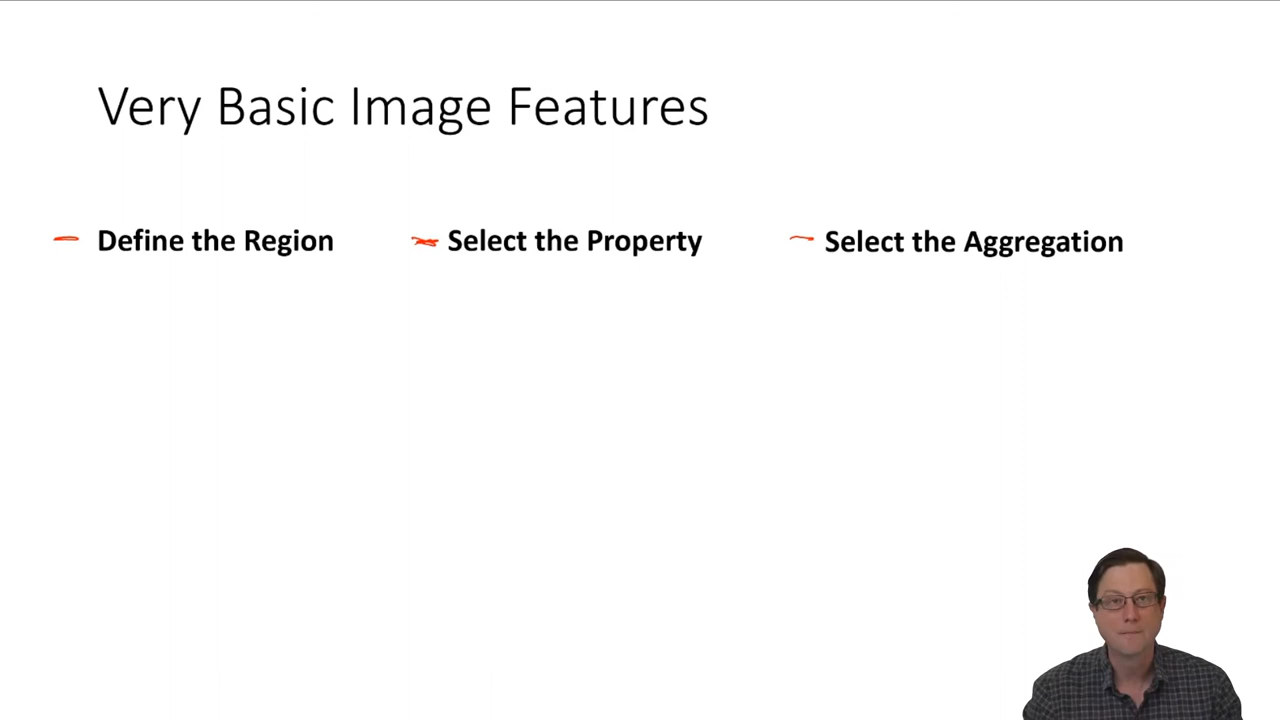 Very Basic Image Features
Define the Region
Select the Property
Select the Aggregation